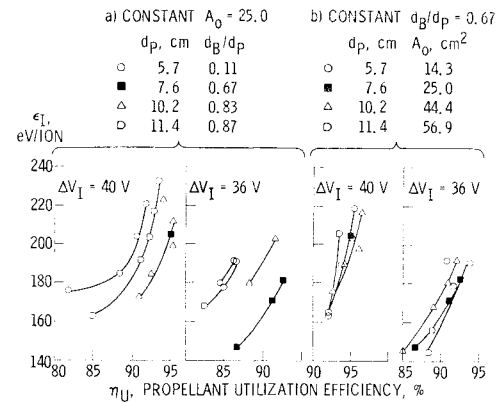 a) CONSTANT A₀ = 25.0
b) CONSTANT d_B/d_P = 0.67
d_P, cm d_B/d_P
d_P, cm A₀, cm²
○ 5.7 0.11
○ 5.7 14.3
■ 7.6 0.67
■ 7.6 25.0
△ 10.2 0.83
△ 10.2 44.4
11.4 0.87
11.4 56.9
ε_I, eV/ION
240
220
200
180
160
140
ΔV_I = 40 V
ΔV_I = 36 V
ΔV_I = 40 V
ΔV_I = 36 V
80 85 90 95 85 90 90 95 85 90 95
η_U, PROPELLANT UTILIZATION EFFICIENCY, %